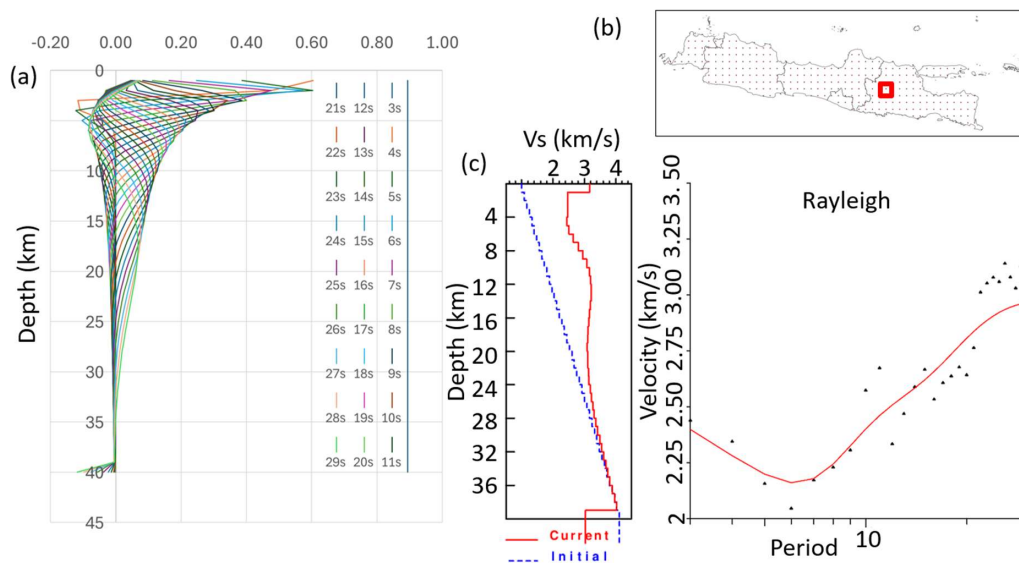 (a)
-0.20 0.00 0.20 0.40 0.60 0.80 1.00
0
5
10
15
20
25
30
35
40
45
Depth (km)
21s 12s 3s
22s 13s 4s
23s 14s 5s
24s 15s 6s
25s 16s 7s
26s 17s 8s
27s 18s 9s
28s 19s 10s
29s 20s 11s
(b)
(c)
Vs (km/s)
2 3 4
4
8
12
16
20
24
28
32
36
Depth (km)
Current
Initial
Rayleigh
3.50
3.25
3.00
2.75
2.50
2.25
2
Velocity (km/s)
10
Period